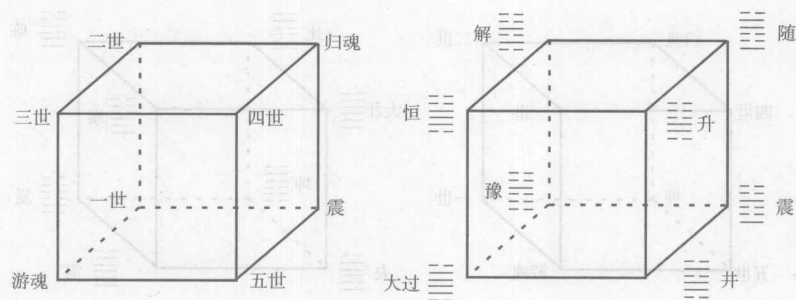 二世
归魂
三世
四世
一世
震
游魂
五世
解
随
恒
升
豫
震
大过
井